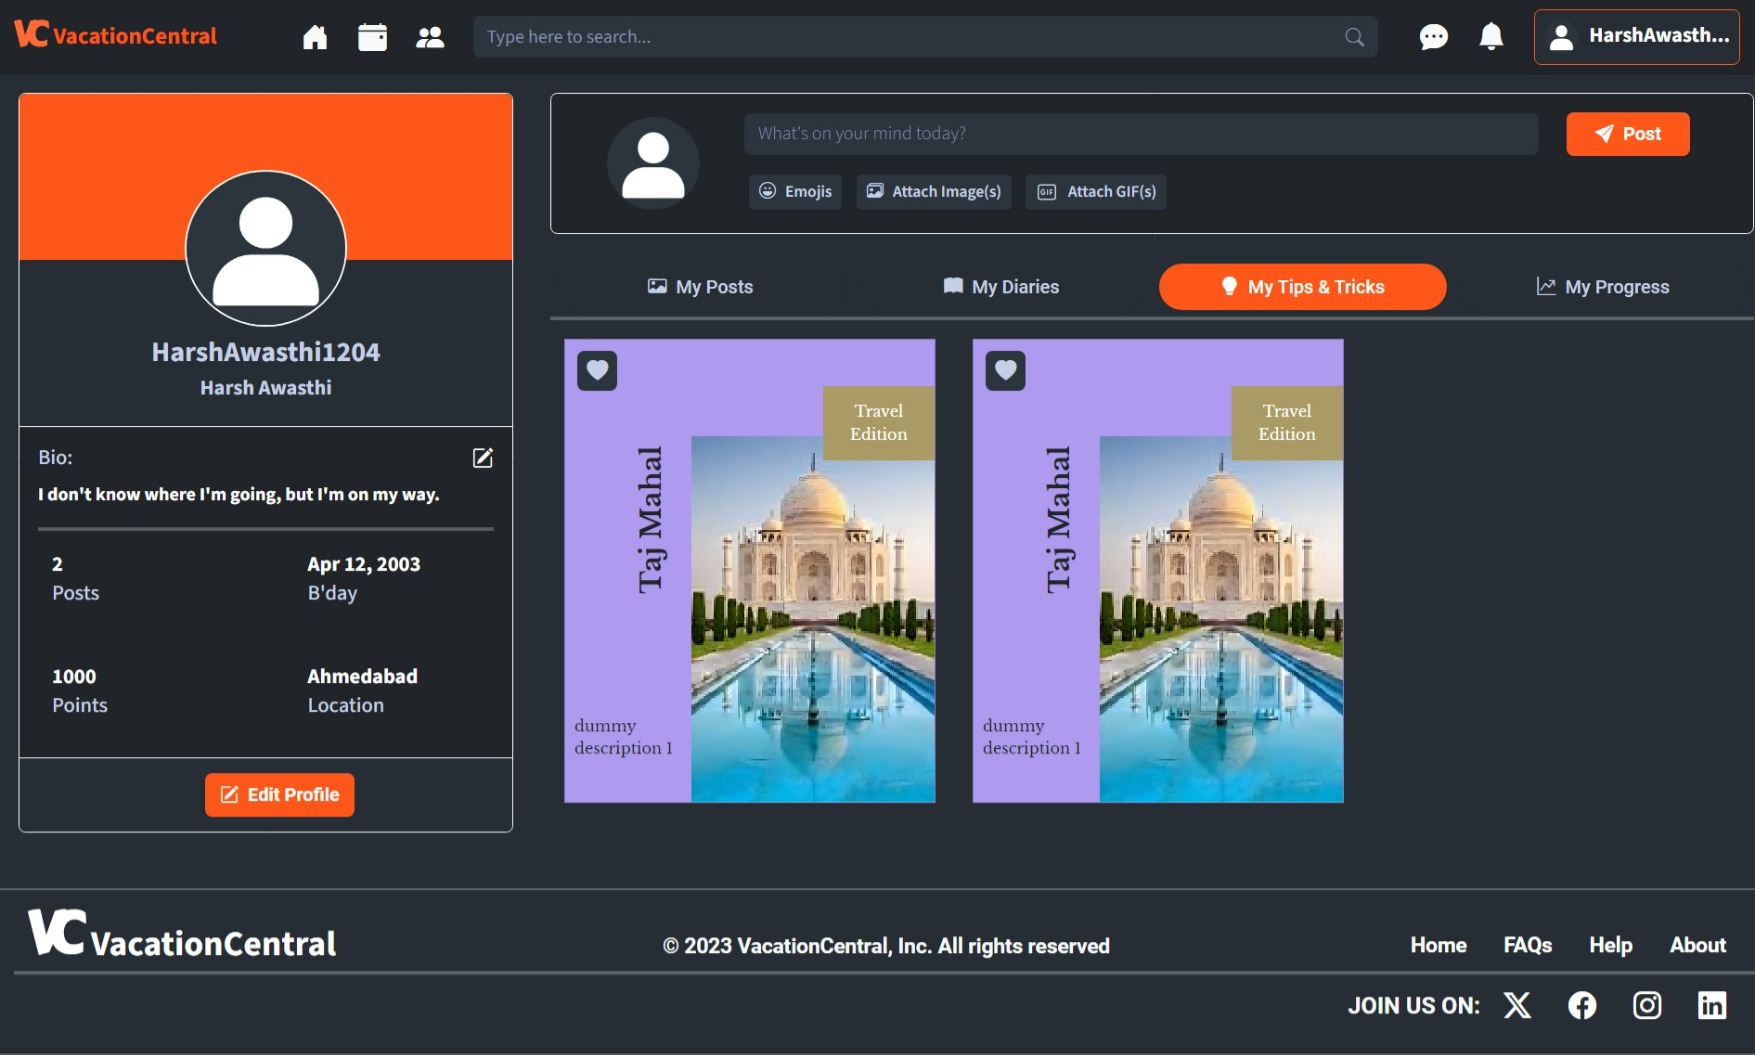 VC VacationCentral
Type here to search...
HarshAwasth...
What's on your mind today?
Post
Emojis
Attach Image(s)
GIF
Attach GIF(s)
HarshAwasthi1204
Harsh Awasthi
Bio:
I don't know where I'm going, but I'm on my way.
2
Posts
Apr 12, 2003
B'day
1000
Points
Ahmedabad
Location
Edit Profile
My Posts
My Diaries
My Tips & Tricks
My Progress
Travel
Edition
Taj Mahal
dummy
description 1
Travel
Edition
Taj Mahal
dummy
description 1
VC VacationCentral
© 2023 VacationCentral, Inc. All rights reserved
Home
FAQs
Help
About
JOIN US ON: